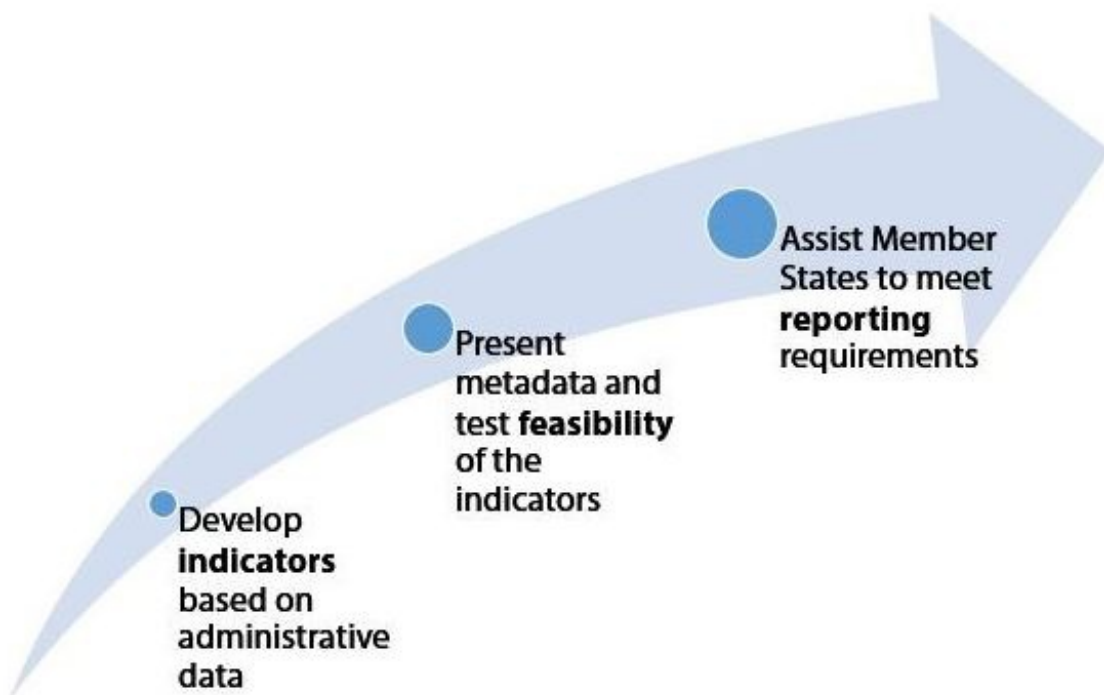 Develop
indicators
based on
administrative
data
Present
metadata and
test feasibility
of the
indicators
Assist Member
States to meet
reporting
requirements